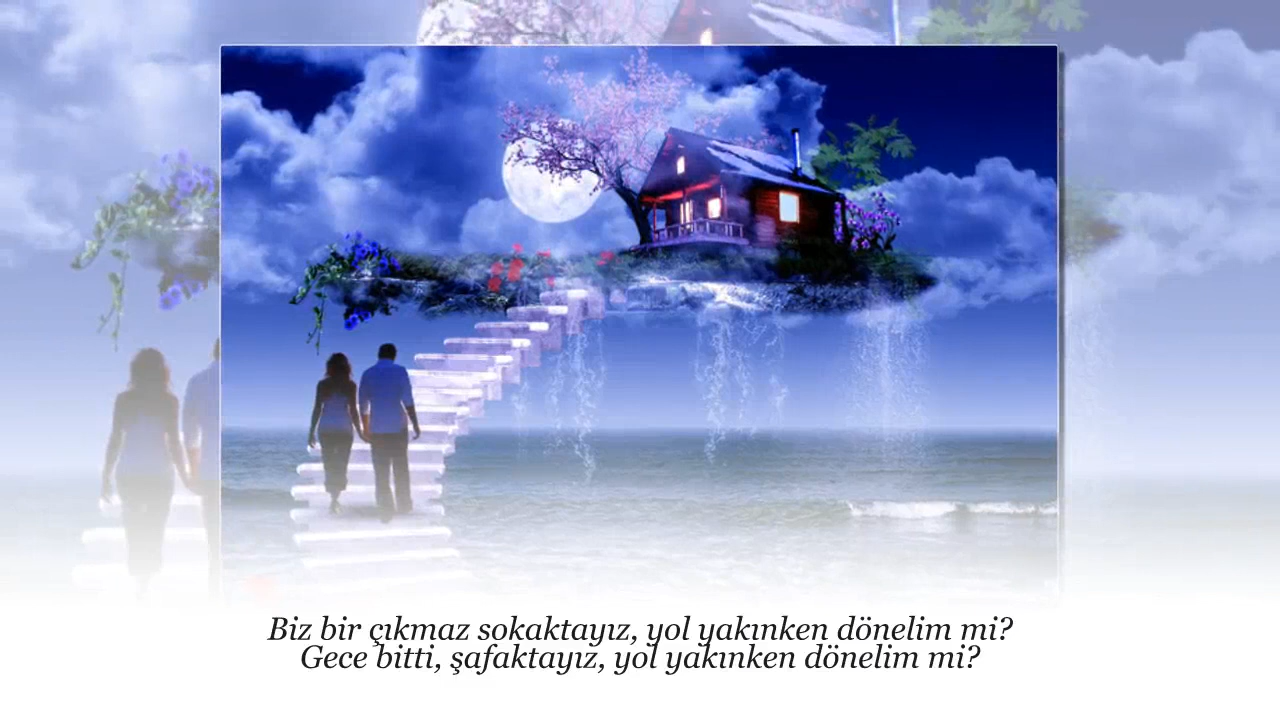 Biz bir çıkmaz sokaktayız, yol yakınken dönelim mi?
Gece bitti, şafaktayız, yol yakınken dönelim mi?